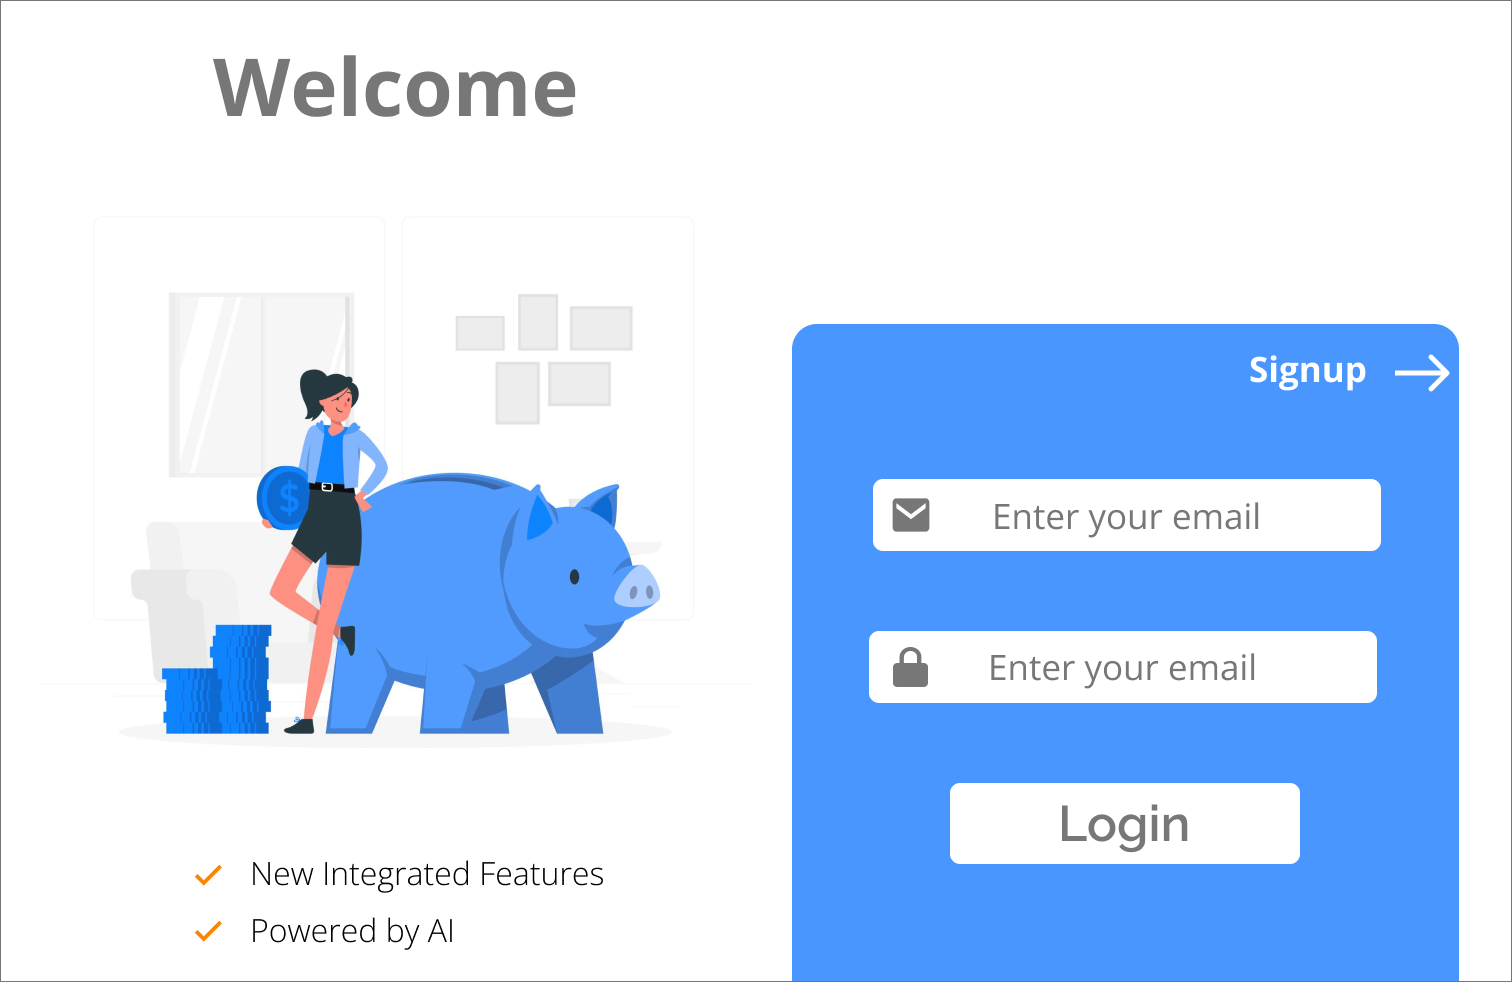 Welcome
$
Signup
Enter your email
Enter your email
Login
New Integrated Features
Powered by AI